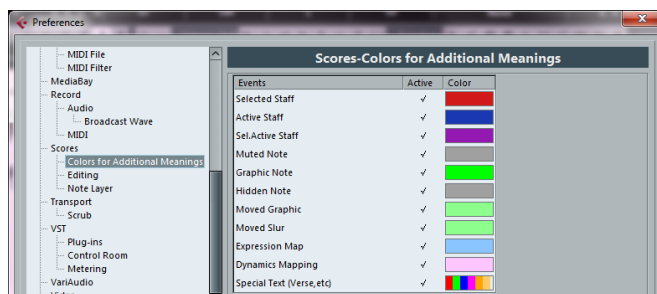 Preferences
MIDI File
MIDI Filter
MediaBay
Record
Audio
Broadcast Wave
MIDI
Scores
Colors for Additional Meanings
Editing
Note Layer
Transport
Scrub
VST
Plug-ins
Control Room
Metering
VariAudio
Scores-Colors for Additional Meanings
Events Active Color
Selected Staff ✓
Active Staff ✓
Sel.Active Staff ✓
Muted Note ✓
Graphic Note ✓
Hidden Note ✓
Moved Graphic ✓
Moved Slur ✓
Expression Map ✓
Dynamics Mapping ✓
Special Text (Verse,etc) ✓